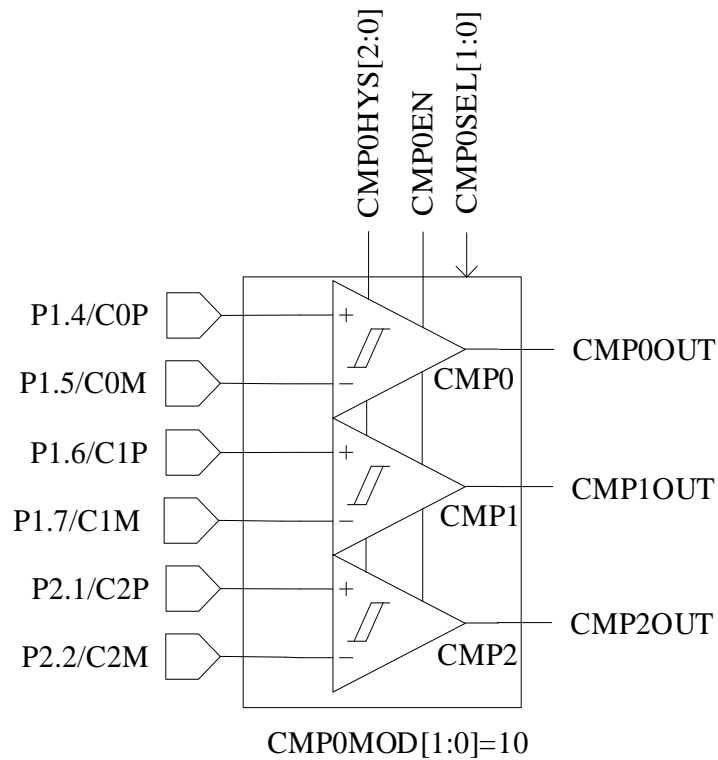 CMP0HYS[2:0]
CMP0EN
CMP0SEL[1:0]
P1.4/C0P
+
CMP0OUT
P1.5/C0M
−
CMP0
P1.6/C1P
+
CMP1OUT
P1.7/C1M
−
CMP1
P2.1/C2P
+
CMP2OUT
P2.2/C2M
−
CMP2
CMP0MOD[1:0]=10